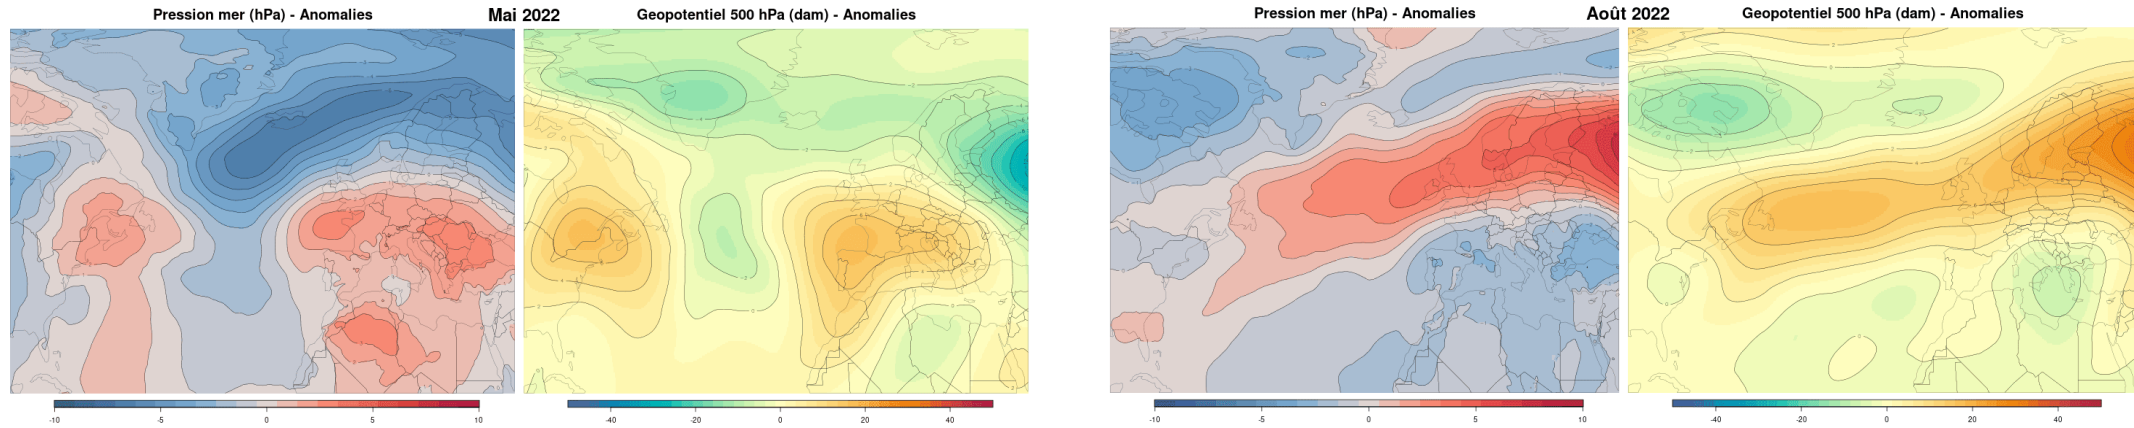 Pression mer (hPa) - Anomalies
Mai 2022
Geopotentiel 500 hPa (dam) - Anomalies
-10 -5 0 5 10
-40 -20 0 20 40
Pression mer (hPa) - Anomalies
Août 2022
Geopotentiel 500 hPa (dam) - Anomalies
-10 -5 0 5 10
-40 -20 0 20 40